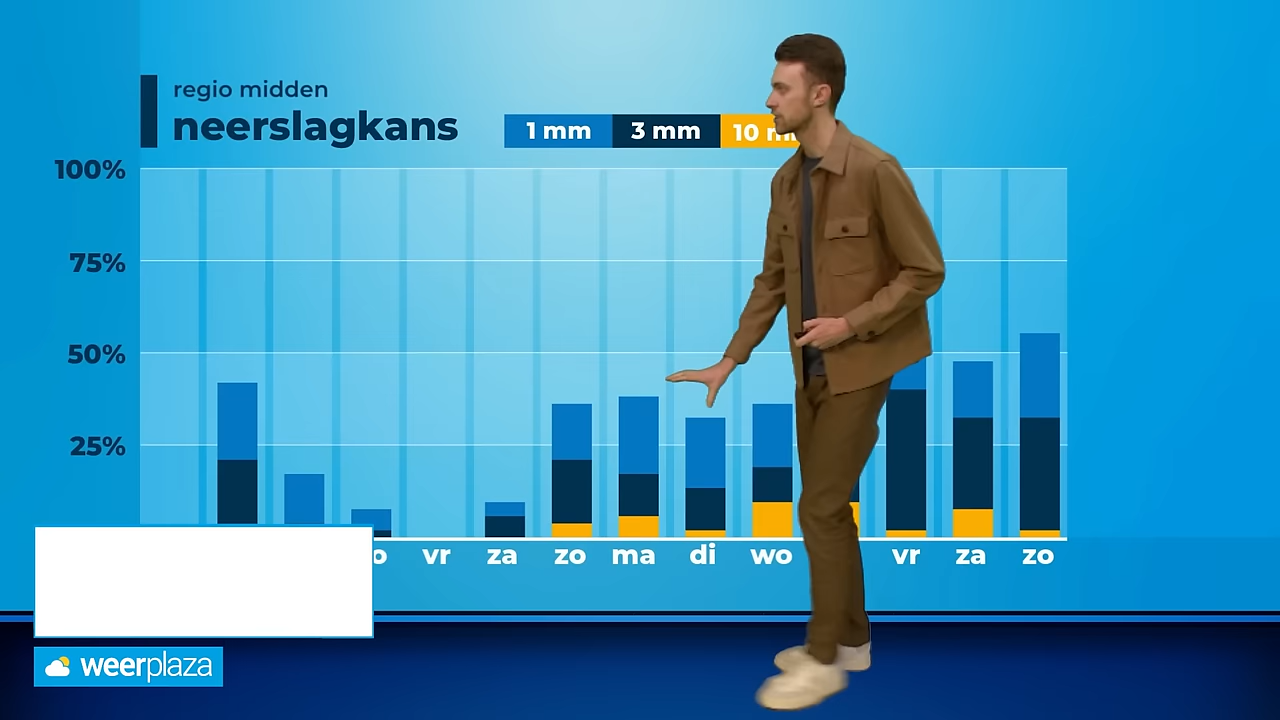 regio midden
neerslagkans
1 mm 3 mm 10
100%
75%
50%
25%
vr za zo ma di wo vr za zo
weerplaza